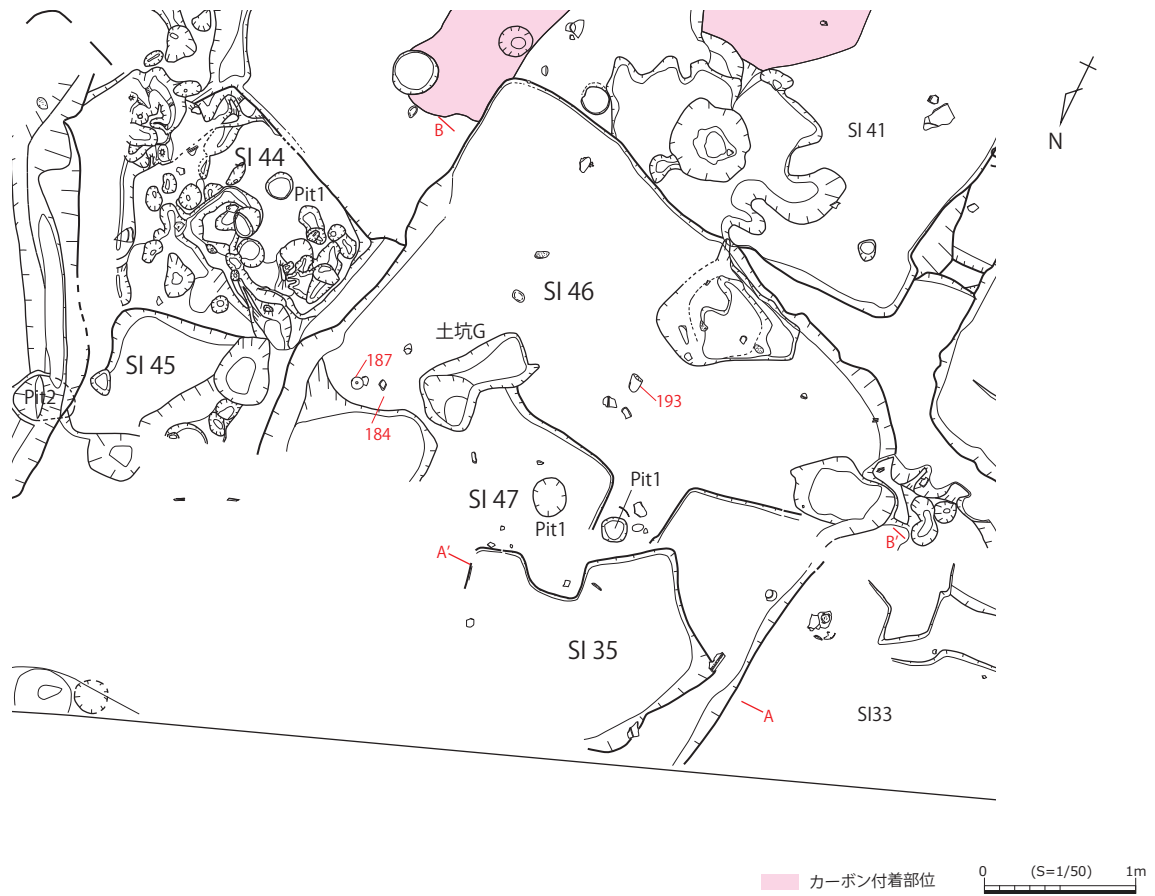 B
SI 41
N
SI 44
Pit1
SI 46
土坑G
SI 45
187
184
193
Pit2
SI 47
Pit1
Pit1
A'
B'
SI 35
A
SI33
カーボン付着部位
0 (S=1/50) 1m